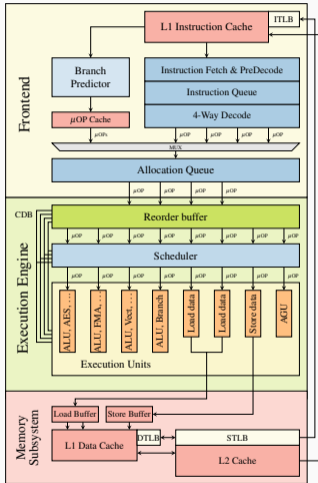 Frontend
L1 Instruction Cache
ITLB
Branch
Predictor
Instruction Fetch & PreDecode
Instruction Queue
µOP Cache
4-Way Decode
µOPs
µOP
µOP
µOP
µOP
MUX
Allocation Queue
µOP
µOP
µOP
µOP
Execution Engine
CDB
Reorder buffer
µOP
µOP
µOP
µOP
µOP
µOP
µOP
µOP
Scheduler
µOP
µOP
µOP
µOP
µOP
µOP
µOP
µOP
ALU, AES, ...
ALU, FMA, ...
ALU, Vect, ...
ALU, Branch
Load data
Load data
Store data
AGU
Execution Units
Memory
Subsystem
Load Buffer
Store Buffer
L1 Data Cache
DTLB
STLB
L2 Cache